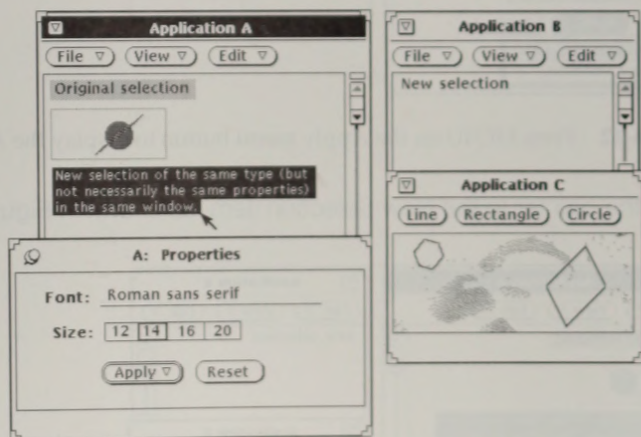 Application A
File View Edit
Original selection
New selection of the same type (but
not necessarily the same properties)
in the same window.
A: Properties
Font: Roman sans serif
Size: 12 14 16 20
Apply Reset
Application B
File View Edit
New selection
Application C
Line Rectangle Circle